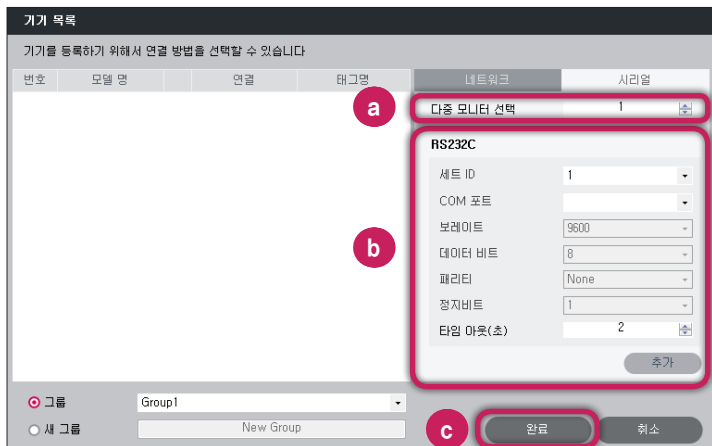 기기 목록
기기를 등록하기 위해서 연결 방법을 선택할 수 있습니다
번호 모델 명 연결 태그명
네트워크 시리얼
a 다중 모니터 선택 1
b
RS232C
세트 ID 1
COM 포트
보레이트 9600
데이터 비트 8
패리티 None
정지비트 1
타임 아웃(초) 2
추가
그룹 Group1
새 그룹 New Group
c 완료 취소